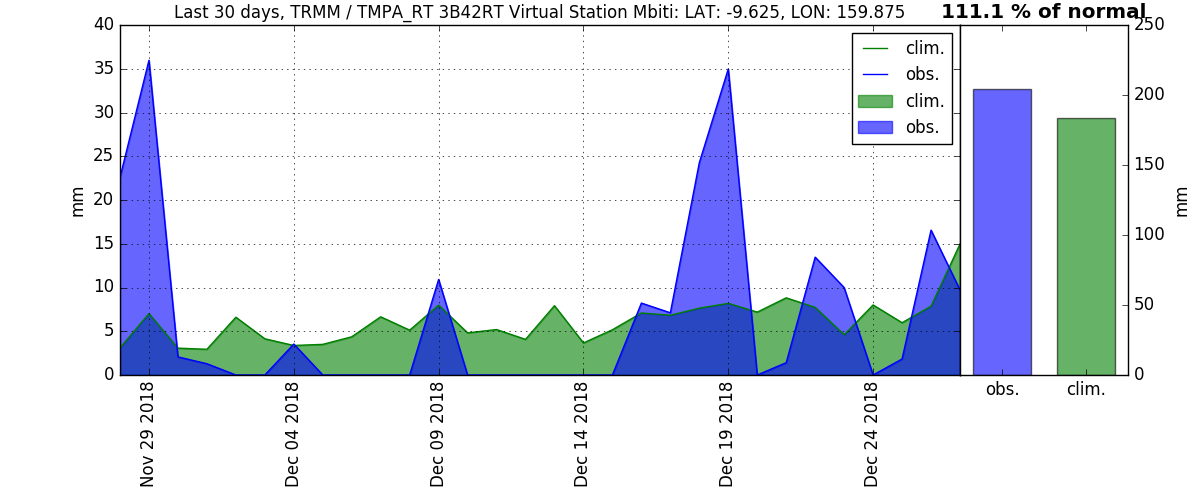 Last 30 days, TRMM / TMPA_RT 3B42RT Virtual Station Mbiti: LAT: -9.625, LON: 159.875
111.1 % of normal
40
35
30
25
20
15
10
5
0
mm
clim.
obs.
clim.
obs.
250
200
150
100
50
0
mm
obs.
clim.
Nov 29 2018
Dec 04 2018
Dec 09 2018
Dec 14 2018
Dec 19 2018
Dec 24 2018